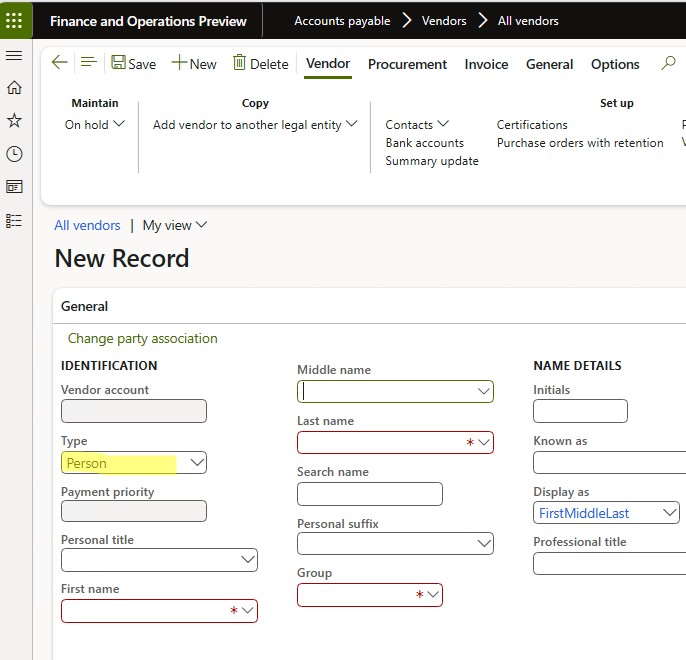 Finance and Operations Preview
Accounts payable > Vendors > All vendors
Save New Delete Vendor Procurement Invoice General Options
Maintain
On hold
Copy
Add vendor to another legal entity
Set up
Contacts
Bank accounts
Summary update
Certifications
Purchase orders with retention
All vendors | My view
New Record
General
Change party association
IDENTIFICATION
Vendor account
Type
Person
Payment priority
Personal title
First name
*
Middle name
Last name
*
Search name
Personal suffix
Group
*
NAME DETAILS
Initials
Known as
Display as
FirstMiddleLast
Professional title